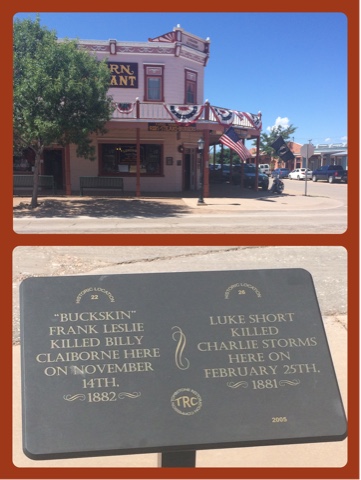 RN
ANT
HISTORIC LOCATION
22
"BUCKSKIN"
FRANK LESLIE
KILLED BILLY
CLAIBORNE HERE
ON NOVEMBER
14TH.
1882
HISTORIC LOCATION
26
LUKE SHORT
KILLED
CHARLIE STORMS
HERE ON
FEBRUARY 25TH.
1881
TRC
2005